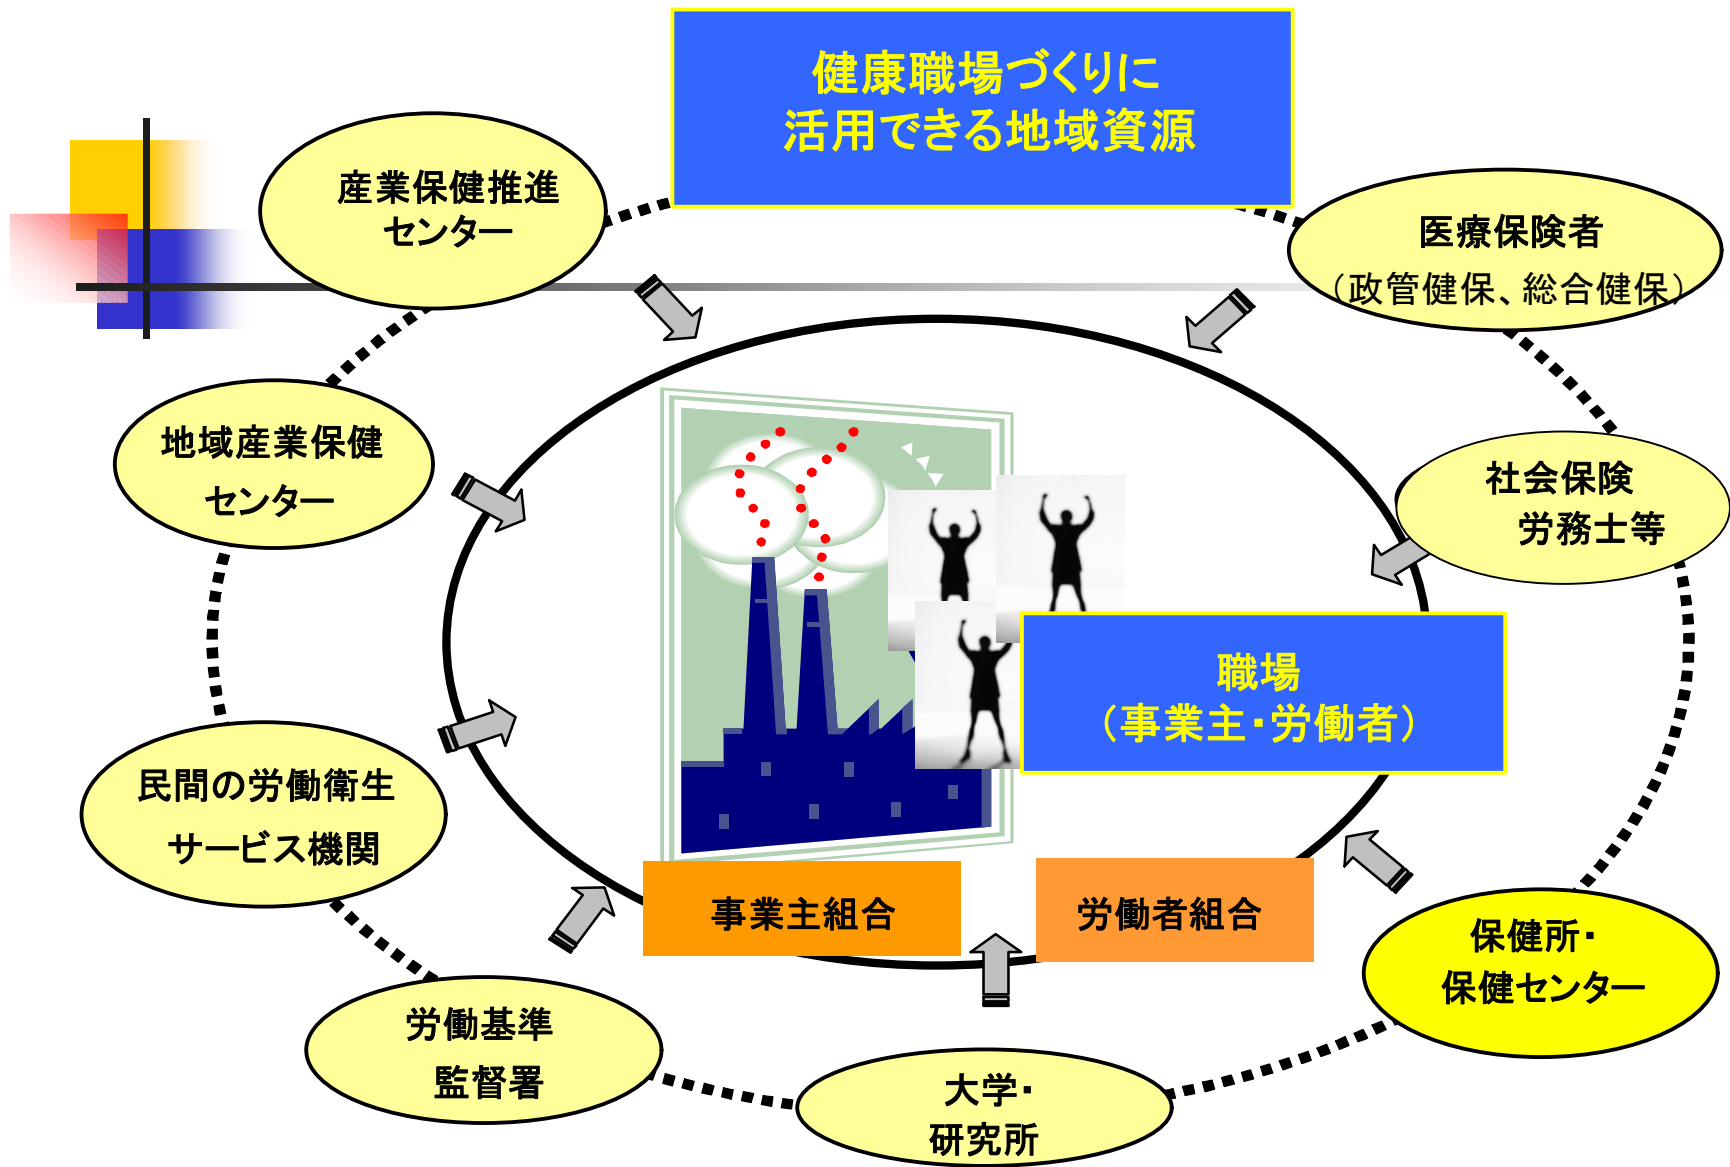 健康職場づくりに
活用できる地域資源
産業保健推進
センター
医療保険者
（政管健保、総合健保）
地域産業保健
センター
社会保険
労務士等
職場
（事業主・労働者）
民間の労働衛生
サービス機関
事業主組合
労働者組合
保健所・
保健センター
労働基準
監督署
大学・
研究所